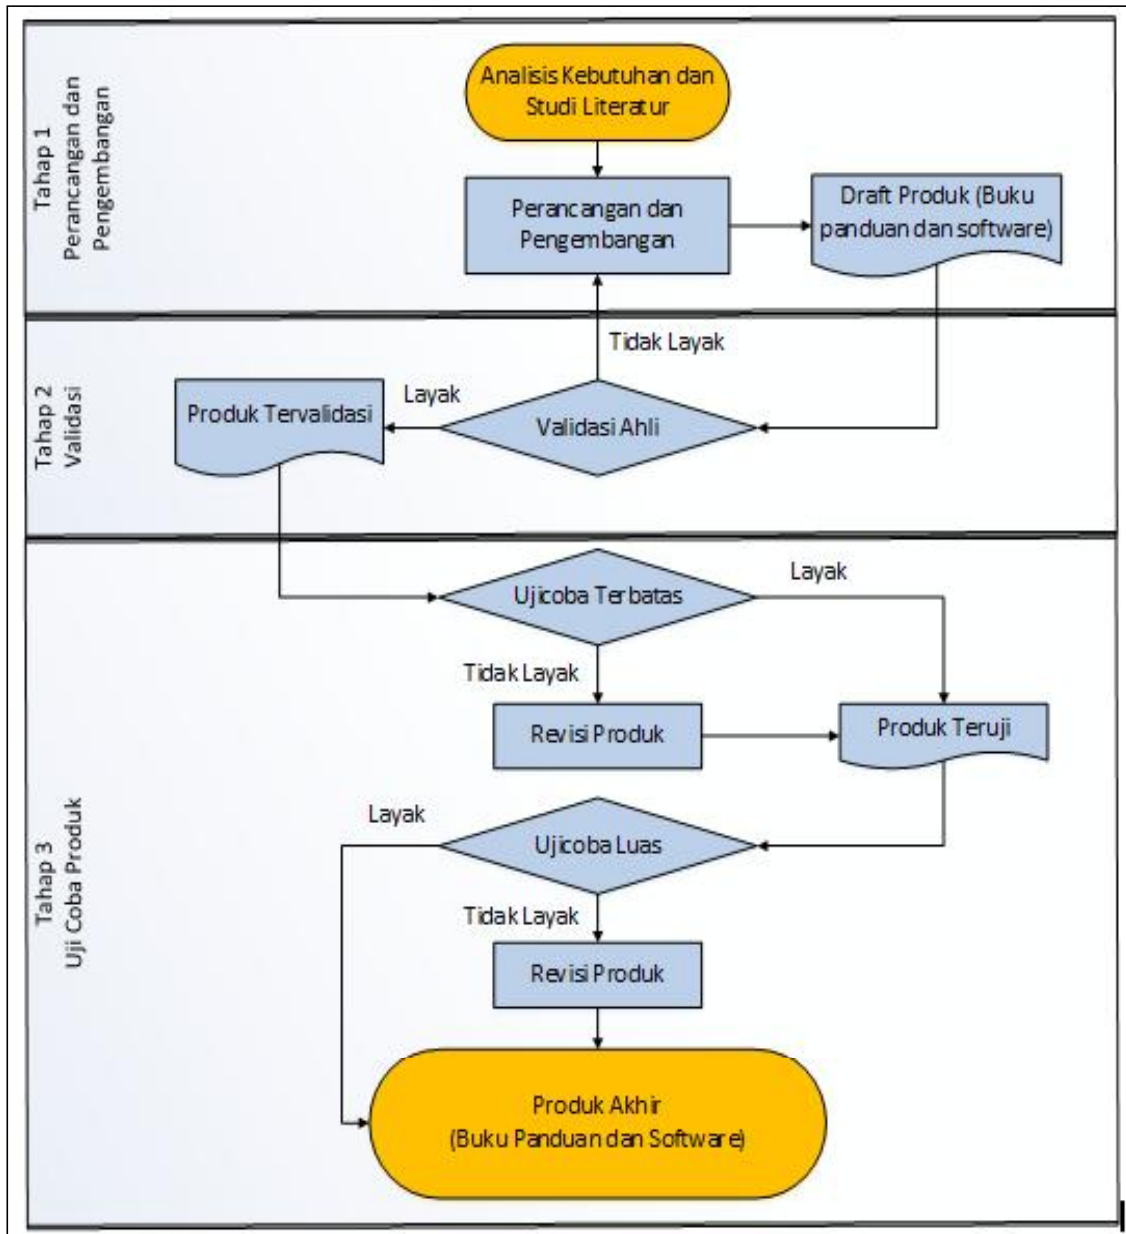 Tahap 1
Perancangan dan
Pengembangan
Analisis Kebutuhan dan
Studi Literatur
Perancangan dan
Pengembangan
Draft Produk (Buku
panduan dan software)
Tahap 2
Validasi
Tidak Layak
Layak
Produk Tervalidasi
Validasi Ahli
Tahap 3
Uji Coba Produk
Ujicoba Terbatas
Layak
Tidak Layak
Revisi Produk
Produk Teruji
Layak
Ujicoba Luas
Tidak Layak
Revisi Produk
Produk Akhir
(Buku Panduan dan Software)